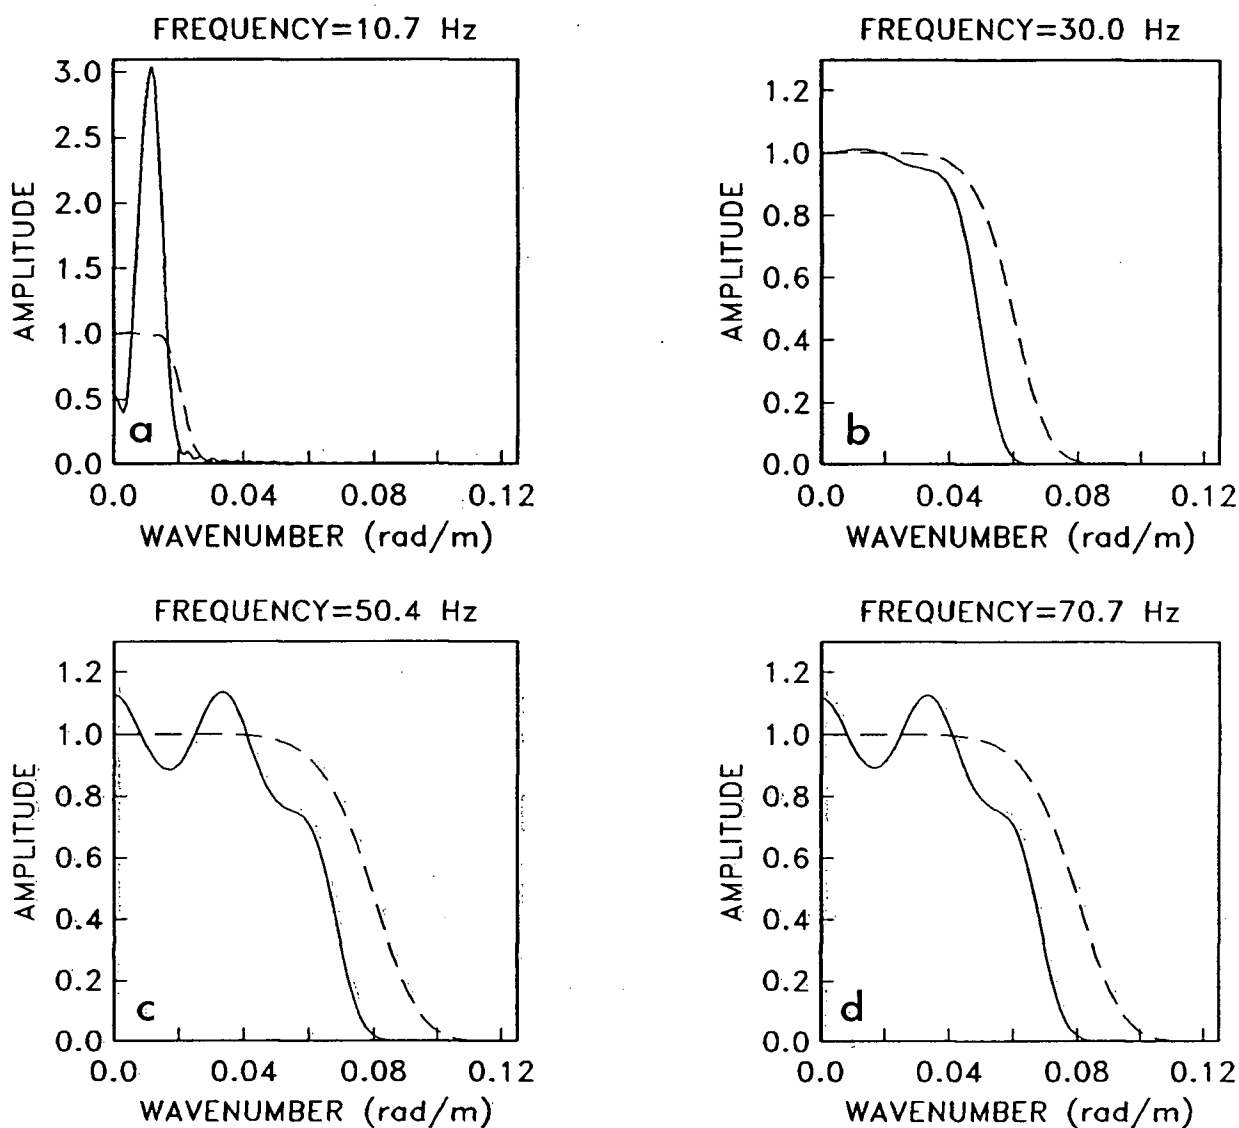 FREQUENCY=10.7 Hz
3.0
2.5
2.0
1.5
1.0
0.5
0.0
AMPLITUDE
a
0.0 0.04 0.08 0.12
WAVENUMBER (rad/m)
FREQUENCY=30.0 Hz
1.2
1.0
0.8
0.6
0.4
0.2
0.0
AMPLITUDE
b
0.0 0.04 0.08 0.12
WAVENUMBER (rad/m)
FREQUENCY=50.4 Hz
1.2
1.0
0.8
0.6
0.4
0.2
0.0
AMPLITUDE
c
0.0 0.04 0.08 0.12
WAVENUMBER (rad/m)
FREQUENCY=70.7 Hz
1.2
1.0
0.8
0.6
0.4
0.2
0.0
AMPLITUDE
d
0.0 0.04 0.08 0.12
WAVENUMBER (rad/m)